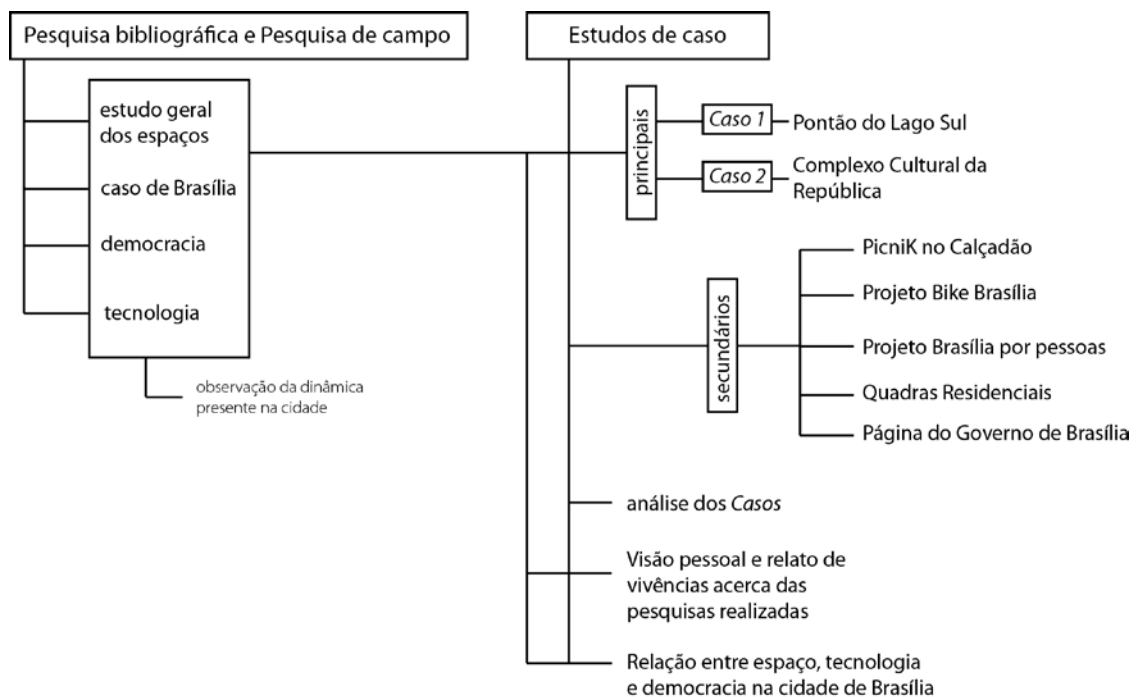 Pesquisa bibliográfica e Pesquisa de campo
estudo geral
dos espaços
caso de Brasília
democracia
tecnologia
observação da dinâmica
presente na cidade
Estudos de caso
principais
Caso 1
Pontão do Lago Sul
Caso 2
Complexo Cultural da
República
secundários
PicniK no Calçadão
Projeto Bike Brasília
Projeto Brasília por pessoas
Quadras Residenciais
Página do Governo de Brasília
análise dos Casos
Visão pessoal e relato de
vivências acerca das
pesquisas realizadas
Relação entre espaço, tecnologia
e democracia na cidade de Brasília